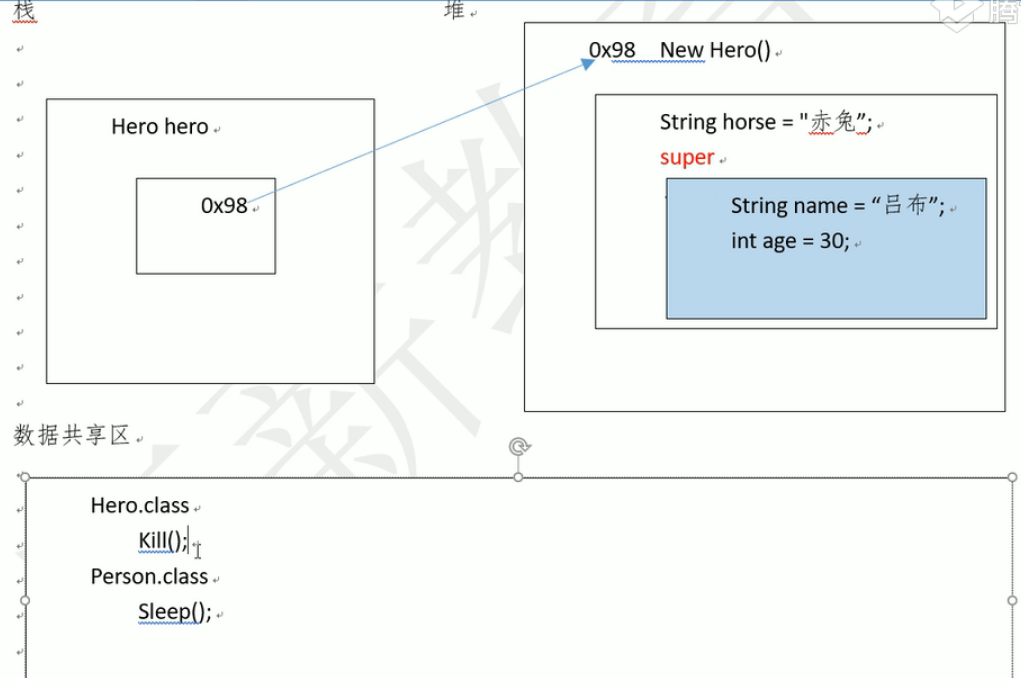 栈
堆
0x98 New Hero()
Hero hero
String horse = "赤兔”;
super
0x98
String name = “吕布”;
int age = 30;
数据共享区
Hero.class
Kill();
Person.class
Sleep();